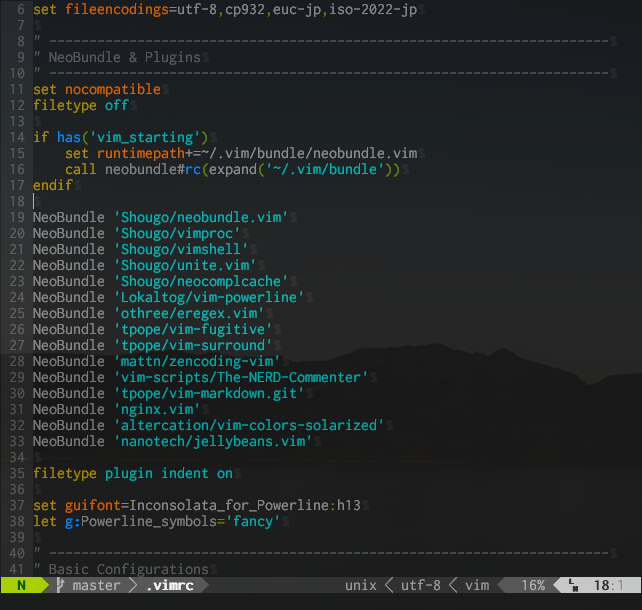 6 set fileencodings=utf-8,cp932,euc-jp,iso-2022-jp$
7 $
8 " ----------------------------------------------------------------------$
9 " NeoBundle & Plugins$
10 " ----------------------------------------------------------------------$
11 set nocompatible$
12 filetype off$
13 $
14 if has('vim_starting')$
15     set runtimepath+=~/.vim/bundle/neobundle.vim$
16     call neobundle#rc(expand('~/.vim/bundle'))$
17 endif$
18 $
19 NeoBundle 'Shougo/neobundle.vim'$
20 NeoBundle 'Shougo/vimproc'$
21 NeoBundle 'Shougo/vimshell'$
22 NeoBundle 'Shougo/unite.vim'$
23 NeoBundle 'Shougo/neocomplcache'$
24 NeoBundle 'Lokaltog/vim-powerline'$
25 NeoBundle 'othree/eregex.vim'$
26 NeoBundle 'tpope/vim-fugitive'$
27 NeoBundle 'tpope/vim-surround'$
28 NeoBundle 'mattn/zencoding-vim'$
29 NeoBundle 'vim-scripts/The-NERD-Commenter'$
30 NeoBundle 'tpope/vim-markdown.git'$
31 NeoBundle 'nginx.vim'$
32 NeoBundle 'altercation/vim-colors-solarized'$
33 NeoBundle 'nanotech/jellybeans.vim'$
34 $
35 filetype plugin indent on$
36 $
37 set guifont=Inconsolata_for_Powerline:h13$
38 let g:Powerline_symbols='fancy'$
39 $
40 " ----------------------------------------------------------------------$
41 " Basic Configurations$
N master .vimrc unix utf-8 vim 16% LN 18:1